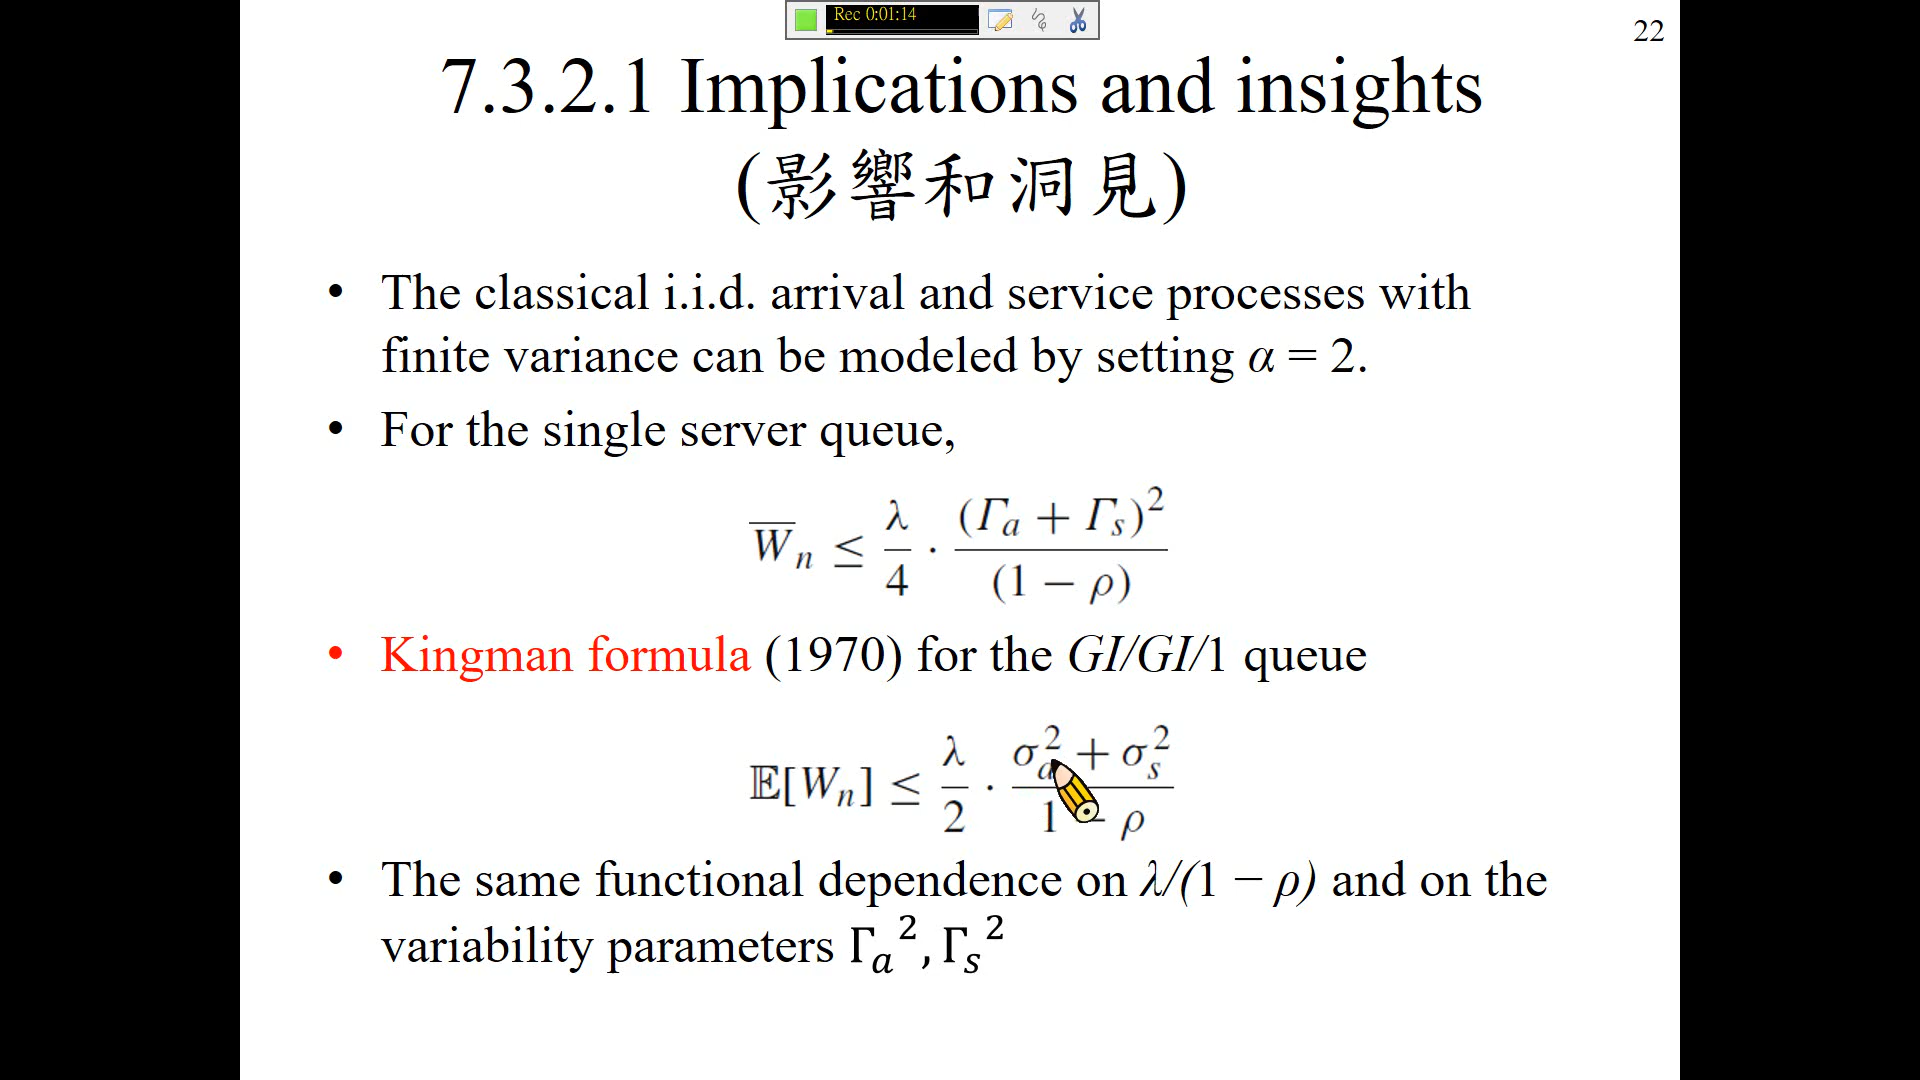 Rec 0:01:14
22
7.3.2.1 Implications and insights
(影響和洞見)
• The classical i.i.d. arrival and service processes with
finite variance can be modeled by setting α = 2.
• For the single server queue,
W̅ₙ ≤ λ/4 · (Γₐ + Γₛ)²/(1 − ρ)
• Kingman formula (1970) for the GI/GI/1 queue
𝔼[Wₙ] ≤ λ/2 · (σₐ² + σₛ²)/(1 − ρ)
• The same functional dependence on λ/(1 − ρ) and on the
variability parameters Γₐ², Γₛ²